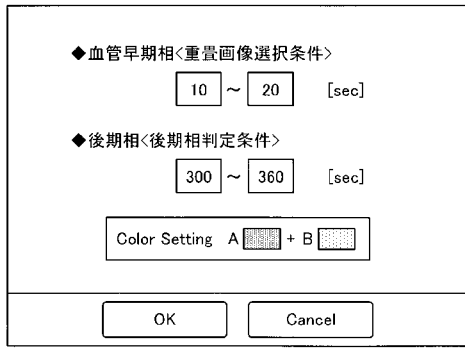 ◆血管早期相<重畳画像選択条件>
10 ~ 20 [sec]
◆後期相<後期相判定条件>
300 ~ 360 [sec]
Color Setting A + B
OK Cancel